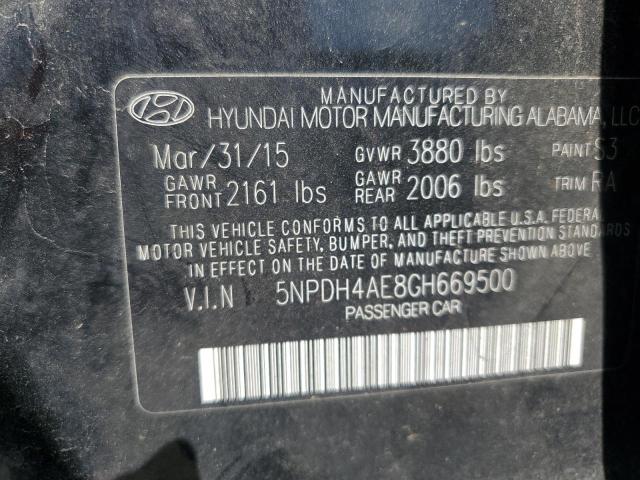 MANUFACTURED BY
HYUNDAI MOTOR MANUFACTURING ALABAMA, LLC
Mar/31/15 GVWR 3880 lbs PAINT S3
GAWR FRONT 2161 lbs GAWR REAR 2006 lbs TRIM RA
THIS VEHICLE CONFORMS TO ALL APPLICABLE U.S.A. FEDERAL
MOTOR VEHICLE SAFETY, BUMPER, AND THEFT PREVENTION STANDARDS
IN EFFECT ON THE DATE OF MANUFACTURE SHOWN ABOVE
V.I.N 5NPDH4AE8GH669500
PASSENGER CAR